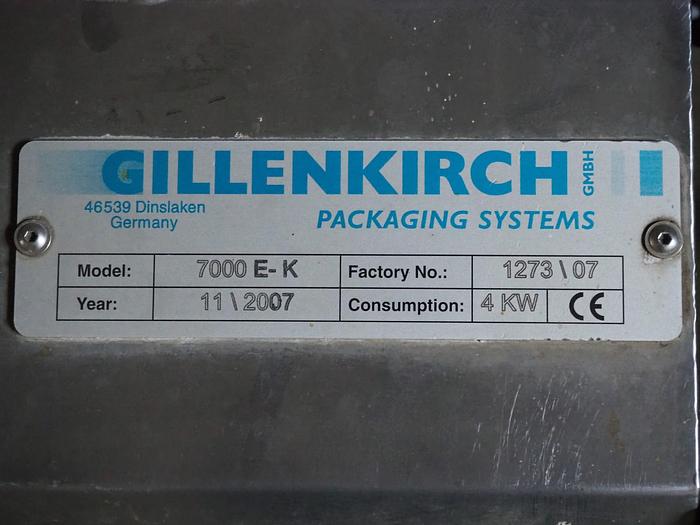 GILLENKIRCH GMBH
46539 Dinslaken
Germany
PACKAGING SYSTEMS
Model: 7000 E-K Factory No.: 1273\07
Year: 11\2007 Consumption: 4 KW CE